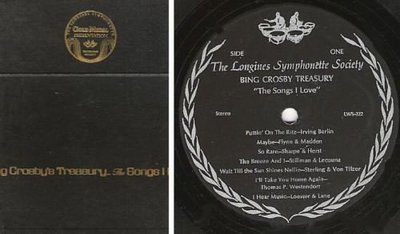 ng Crosby's Treasury... The Songs I L
SIDE ONE
The Longines Symphonette Society
BING CROSBY TREASURY
"The Songs I Love"
Stereo
LWS-222
Puttin' On The Ritz—Irving Berlin
Maybe—Flynn & Madden
So Rare—Sharpe & Herst
The Breeze And I—Stillman & Lecuona
Wait Till the Sun Shines Nellie—Sterling & Von Tilzer
I'll Take You Home Again—
Thomas P. Westendorf
I Hear Music—Loesser & Lane